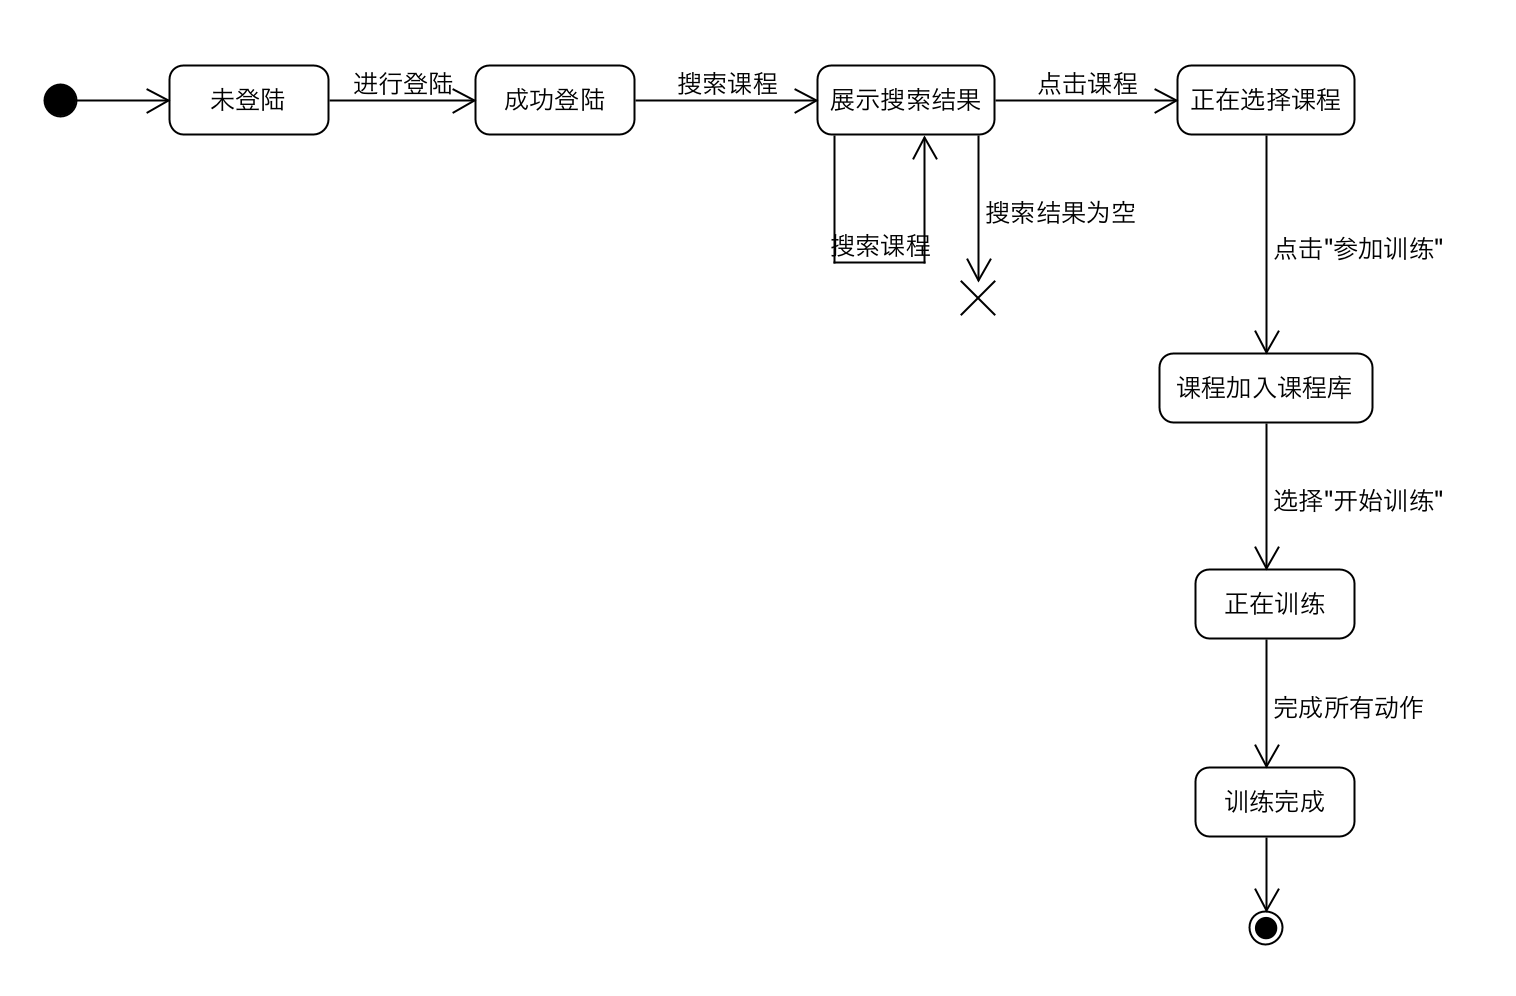 未登陆
进行登陆
成功登陆
搜索课程
展示搜索结果
点击课程
正在选择课程
搜索课程
搜索结果为空
点击"参加训练"
课程加入课程库
选择"开始训练"
正在训练
完成所有动作
训练完成